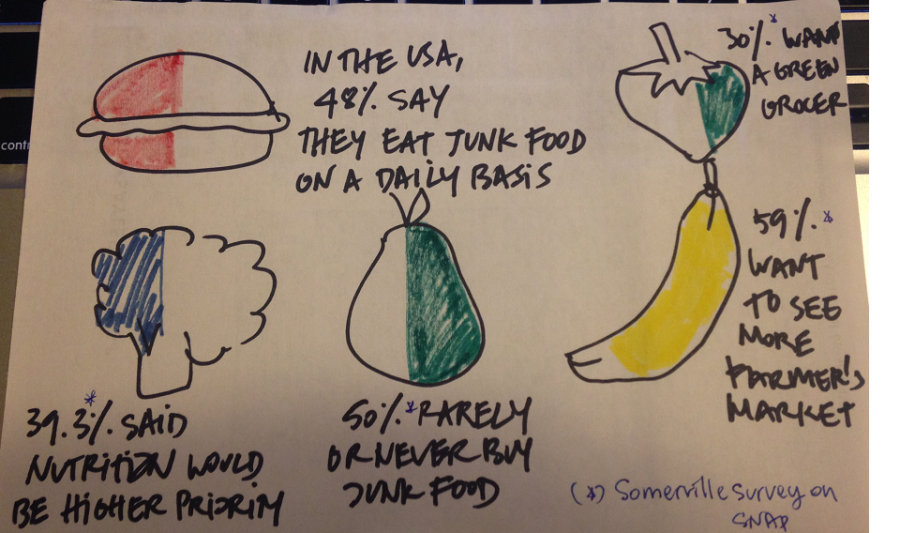 IN THE USA,
48% SAY
THEY EAT JUNK FOOD
ON A DAILY BASIS
30%* WANT
A GREEN
GROCER
59%*
WANT
TO SEE
MORE
FARMER'S
MARKET
39.3%* SAID
NUTRITION WOULD
BE HIGHER PRIORITY
50%* RARELY
OR NEVER BUY
JUNK FOOD
(*) Somerville survey on
SNAP
contr